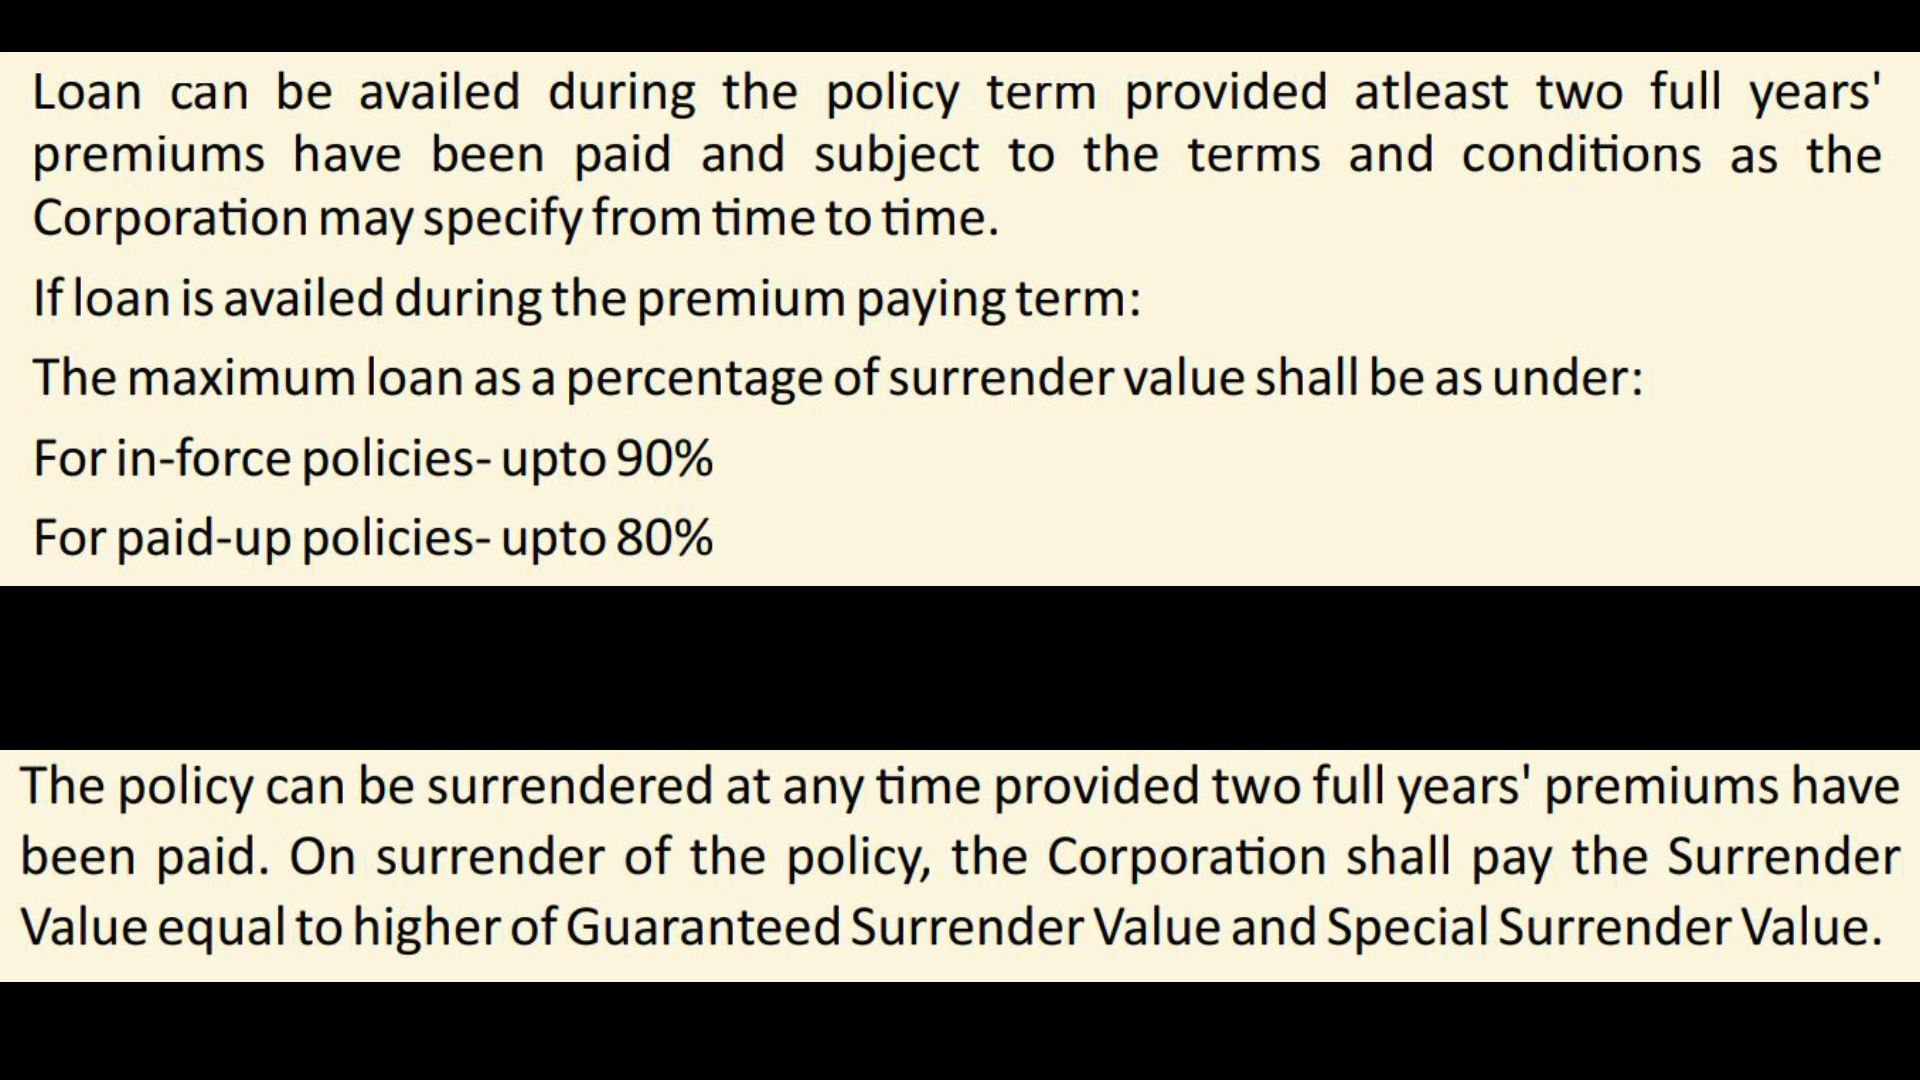 Loan can be availed during the policy term provided atleast two full years'
premiums have been paid and subject to the terms and conditions as the
Corporation may specify from time to time.
If loan is availed during the premium paying term:
The maximum loan as a percentage of surrender value shall be as under:
For in-force policies- upto 90%
For paid-up policies- upto 80%
The policy can be surrendered at any time provided two full years' premiums have
been paid. On surrender of the policy, the Corporation shall pay the Surrender
Value equal to higher of Guaranteed Surrender Value and Special Surrender Value.